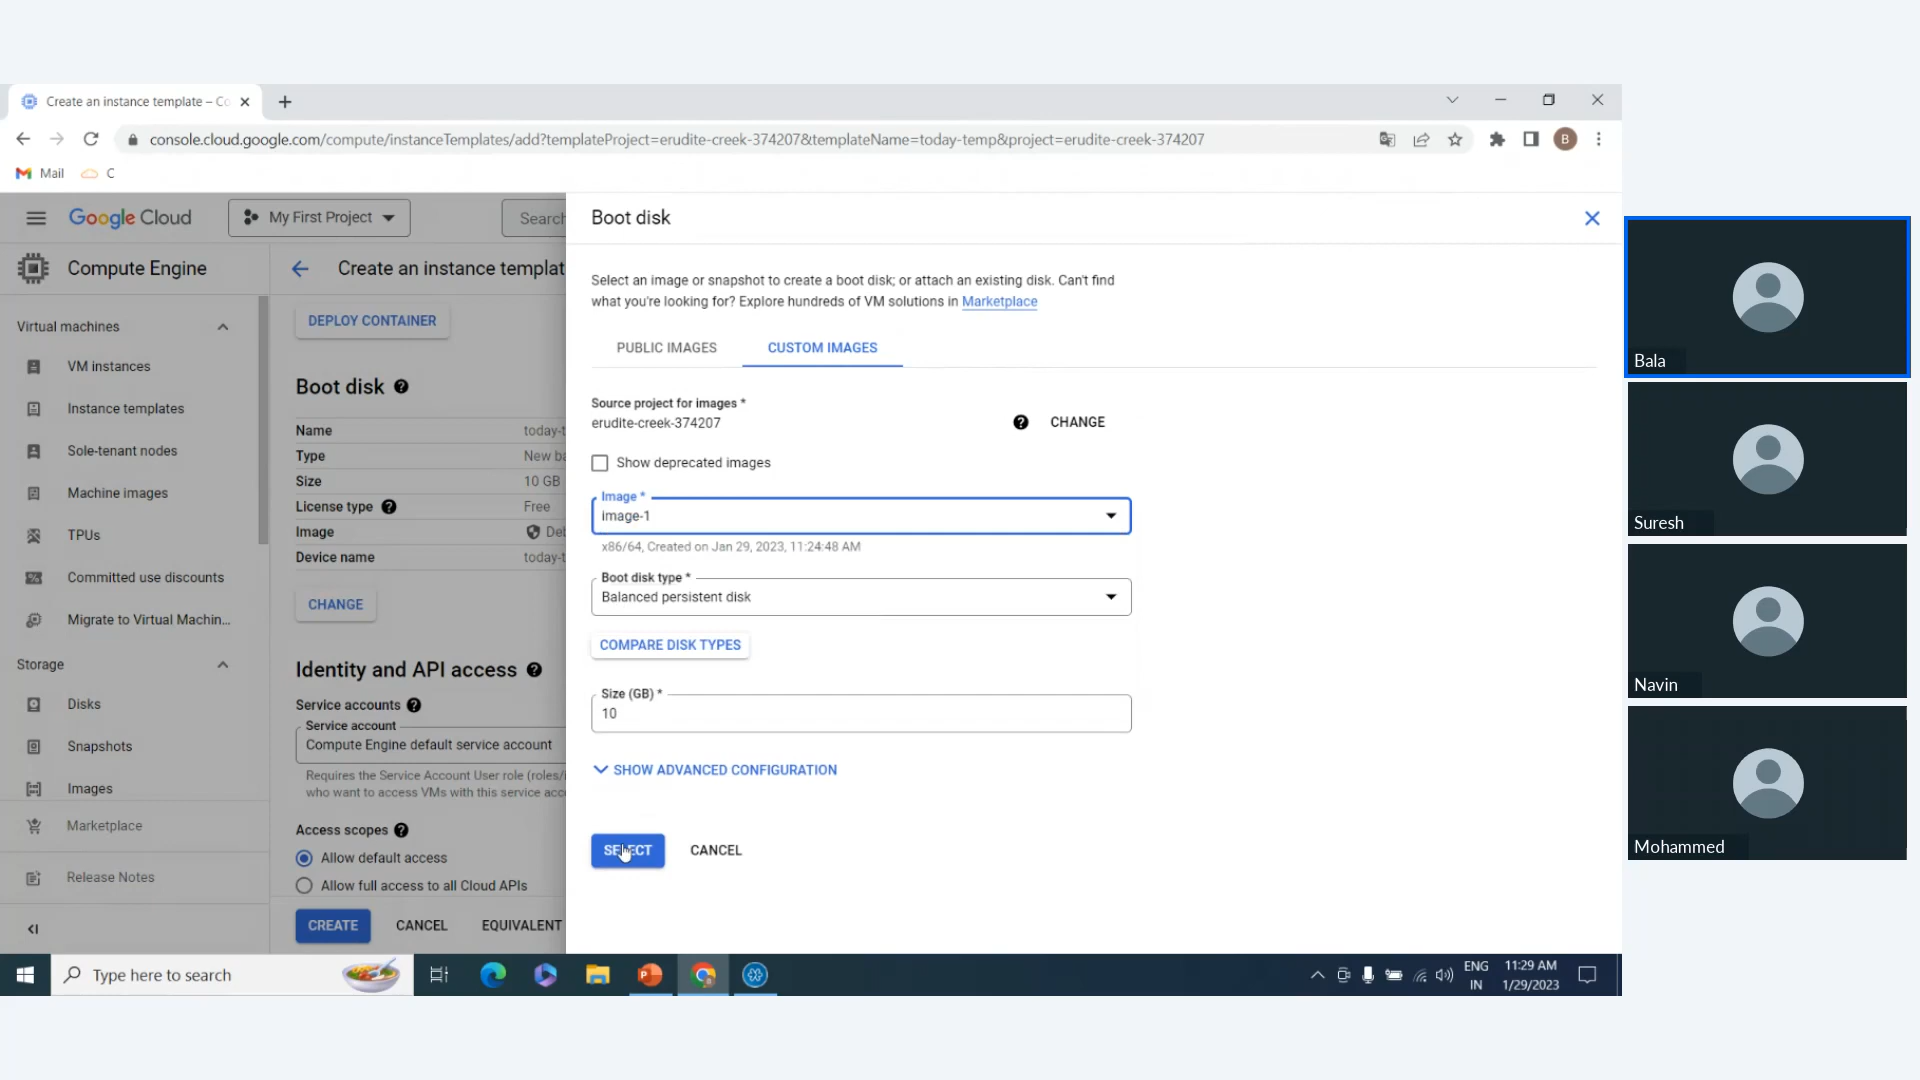 Create an instance template – Co
console.cloud.google.com/compute/instanceTemplates/add?templateProject=erudite-creek-374207&templateName=today-temp&project=erudite-creek-374207
B
Mail
C
Google Cloud
My First Project
Search
Compute Engine
Create an instance templat
Virtual machines
VM instances
Instance templates
Sole-tenant nodes
Machine images
TPUs
Committed use discounts
Migrate to Virtual Machin...
Storage
Disks
Snapshots
Images
Marketplace
Release Notes
DEPLOY CONTAINER
Boot disk
Name today-t
Type New ba
Size 10 GB
License type Free
Image Deb
Device name today-t
CHANGE
Identity and API access
Service accounts
Service account
Compute Engine default service account
Requires the Service Account User role (roles/i
who want to access VMs with this service acc
Access scopes
Allow default access
Allow full access to all Cloud APIs
CREATE CANCEL EQUIVALENT
Boot disk
Select an image or snapshot to create a boot disk; or attach an existing disk. Can't find
what you're looking for? Explore hundreds of VM solutions in Marketplace
PUBLIC IMAGES CUSTOM IMAGES
Source project for images *
erudite-creek-374207
CHANGE
Show deprecated images
Image *
image-1
x86/64, Created on Jan 29, 2023, 11:24:48 AM
Boot disk type *
Balanced persistent disk
COMPARE DISK TYPES
Size (GB) *
10
SHOW ADVANCED CONFIGURATION
SELECT CANCEL
Type here to search
ENG
IN
11:29 AM
1/29/2023
Bala
Suresh
Navin
Mohammed